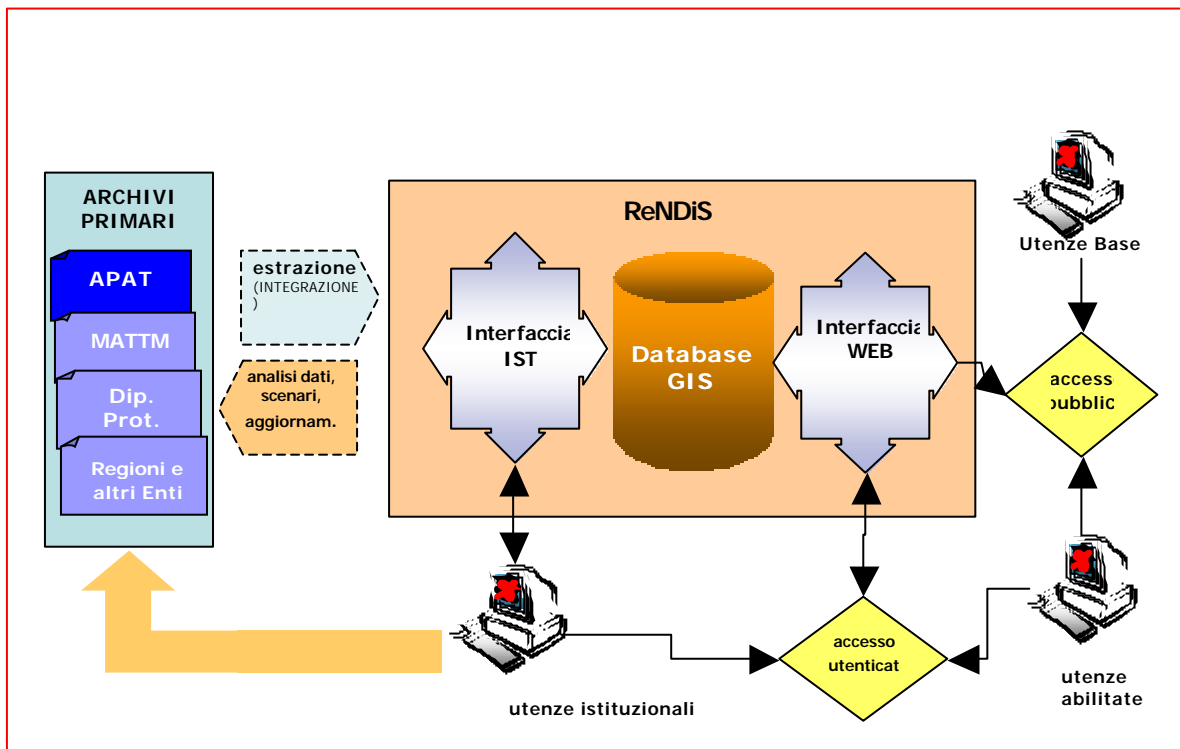 ARCHIVI
PRIMARI
APAT
MATTM
Dip.
Prot.
Regioni e
altri Enti
estrazione
(INTEGRAZIONE
)
analisi dati,
scenari,
aggiornam.
ReNDiS
Interfaccia
IST
Database
GIS
Interfaccia
WEB
Utenze Base
accesso
pubblic
accesso
utenticat
utenze istituzionali
utenze
abilitate